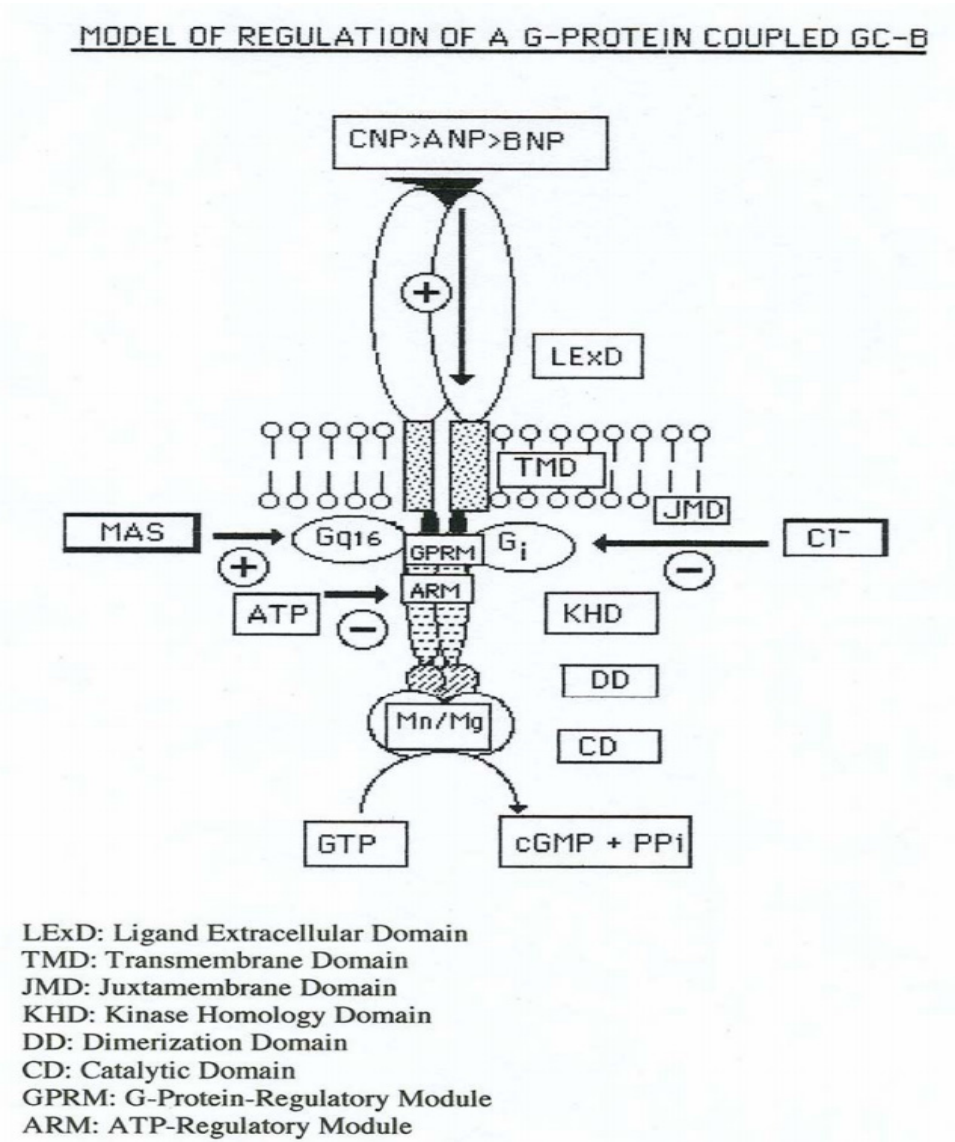 MODEL OF REGULATION OF A G-PROTEIN COUPLED GC-B
CNP>ANP>BNP
+
LExD
TMD
JMD
MAS
Gq16
GPRM
Gi
Cl-
+
-
ATP
ARM
-
KHD
DD
Mn/Mg
CD
GTP
cGMP + PPi
LExD: Ligand Extracellular Domain
TMD: Transmembrane Domain
JMD: Juxtamembrane Domain
KHD: Kinase Homology Domain
DD: Dimerization Domain
CD: Catalytic Domain
GPRM: G-Protein-Regulatory Module
ARM: ATP-Regulatory Module